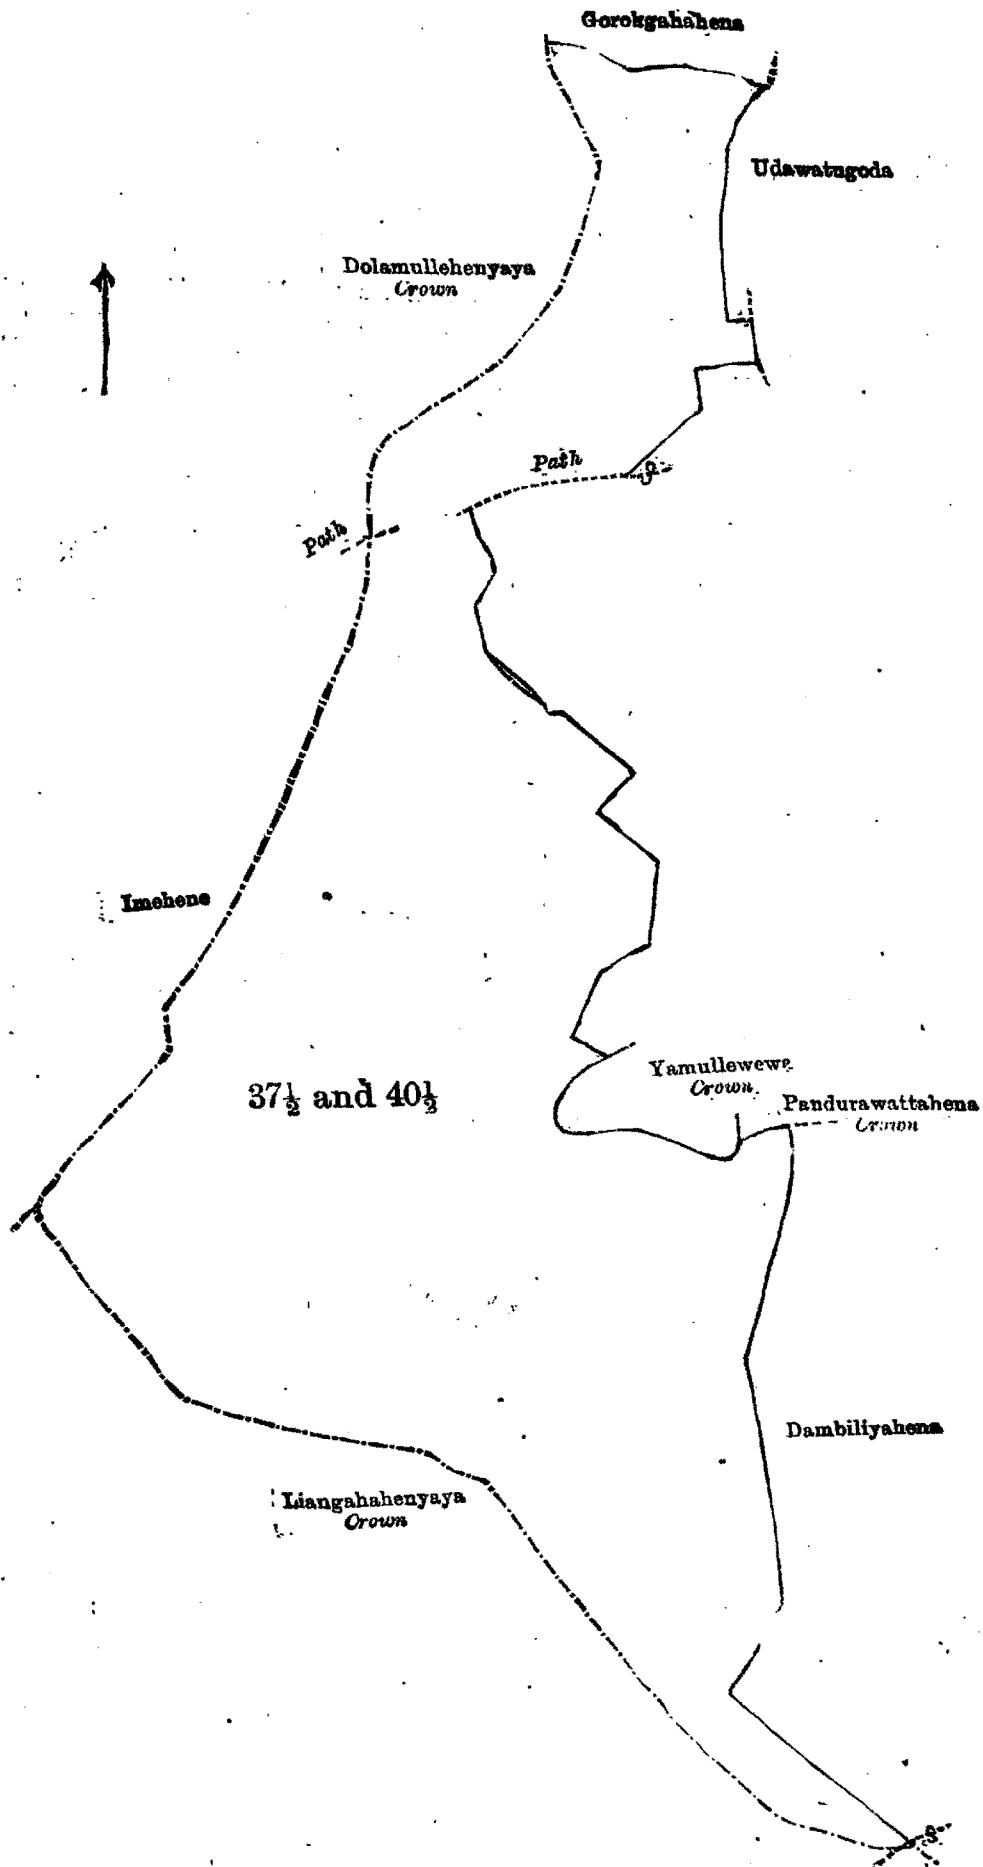 Gorokgahahena
Udawatugoda
Dolamullehenyaya
Crown
Path
Path
Imehene
Yamullewewe
Crown.
37½ and 40½
Pandurawattahena
Crown
Dambiliyahena
Liangahahenyaya
Crown